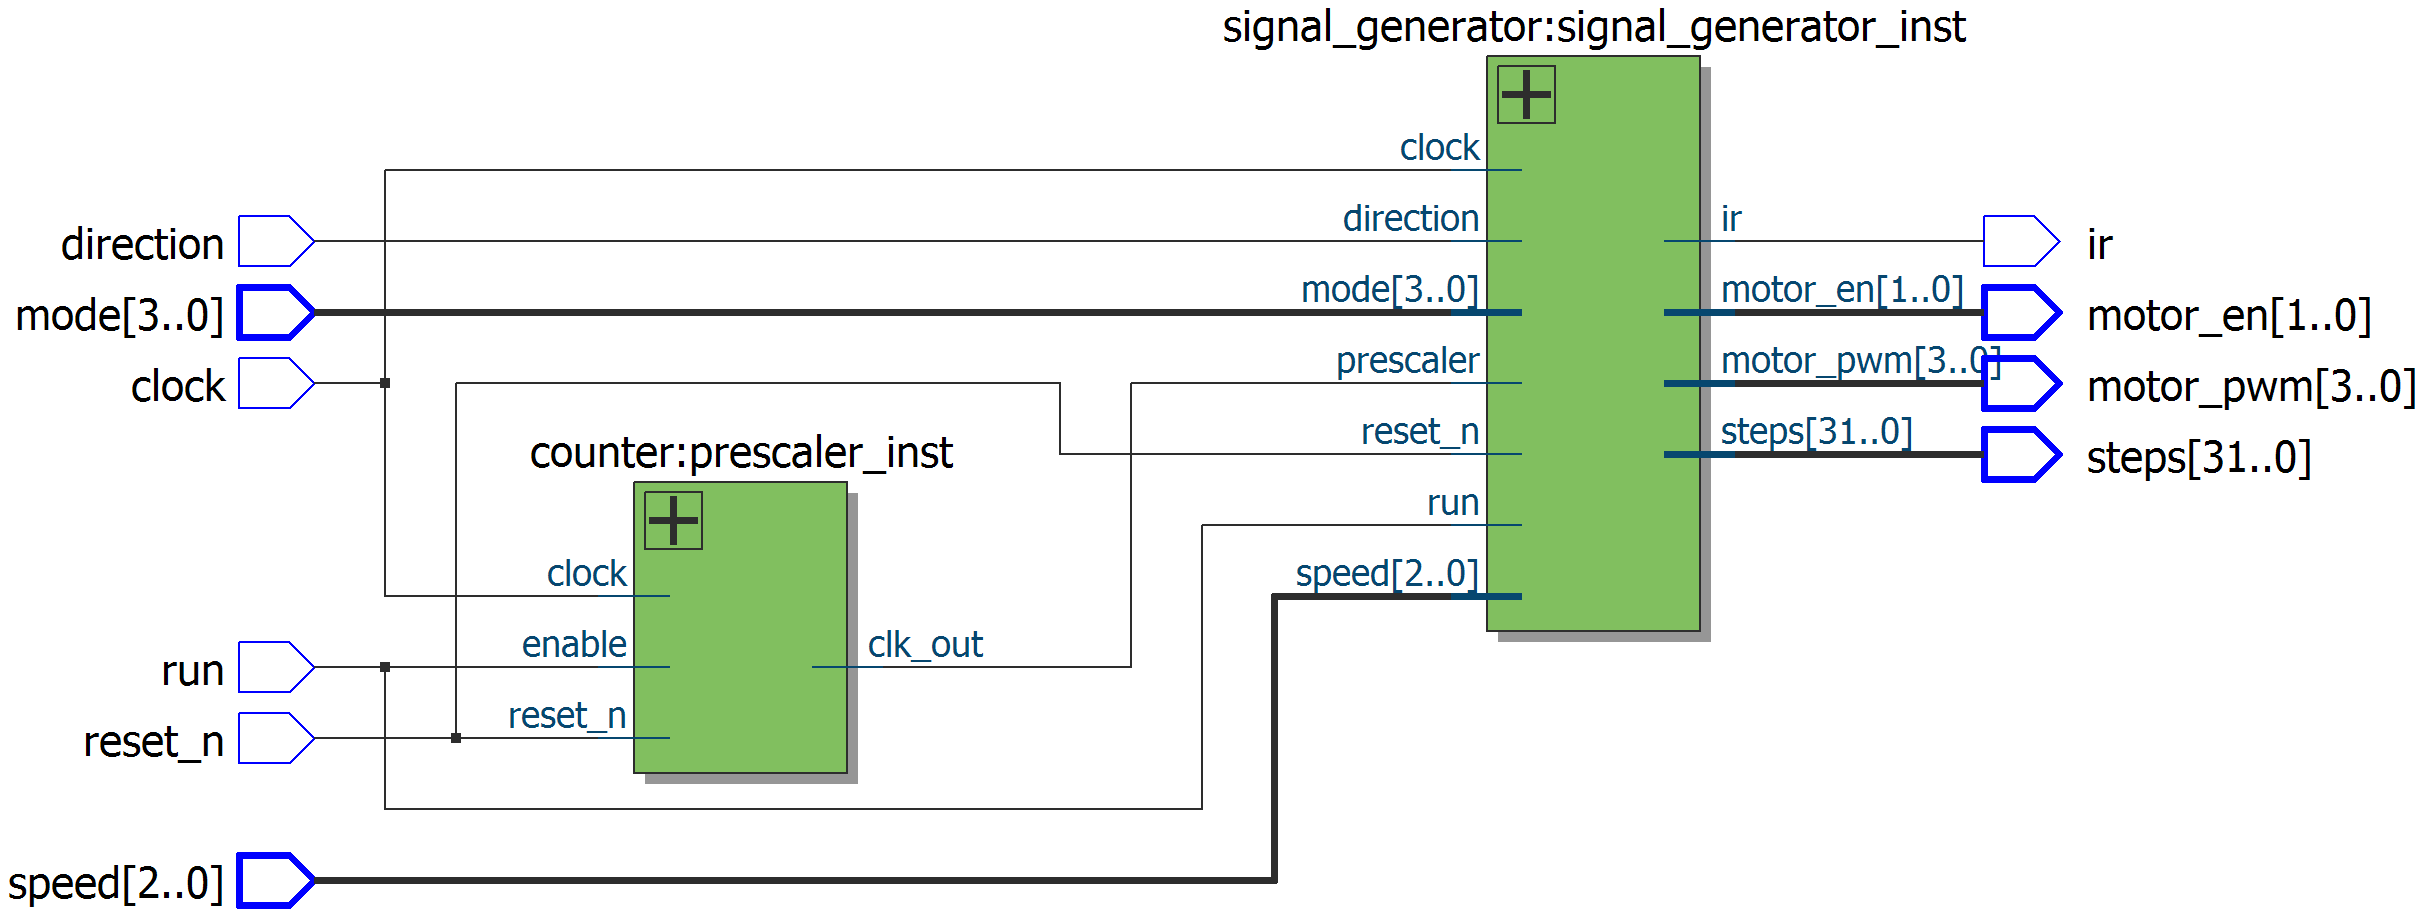 signal_generator:signal_generator_inst
clock
direction
direction
ir
ir
mode[3..0]
mode[3..0]
motor_en[1..0]
motor_en[1..0]
clock
prescaler
motor_pwm[3..0]
motor_pwm[3..0]
counter:prescaler_inst
reset_n
steps[31..0]
steps[31..0]
run
clock
speed[2..0]
run
enable
clk_out
reset_n
reset_n
speed[2..0]